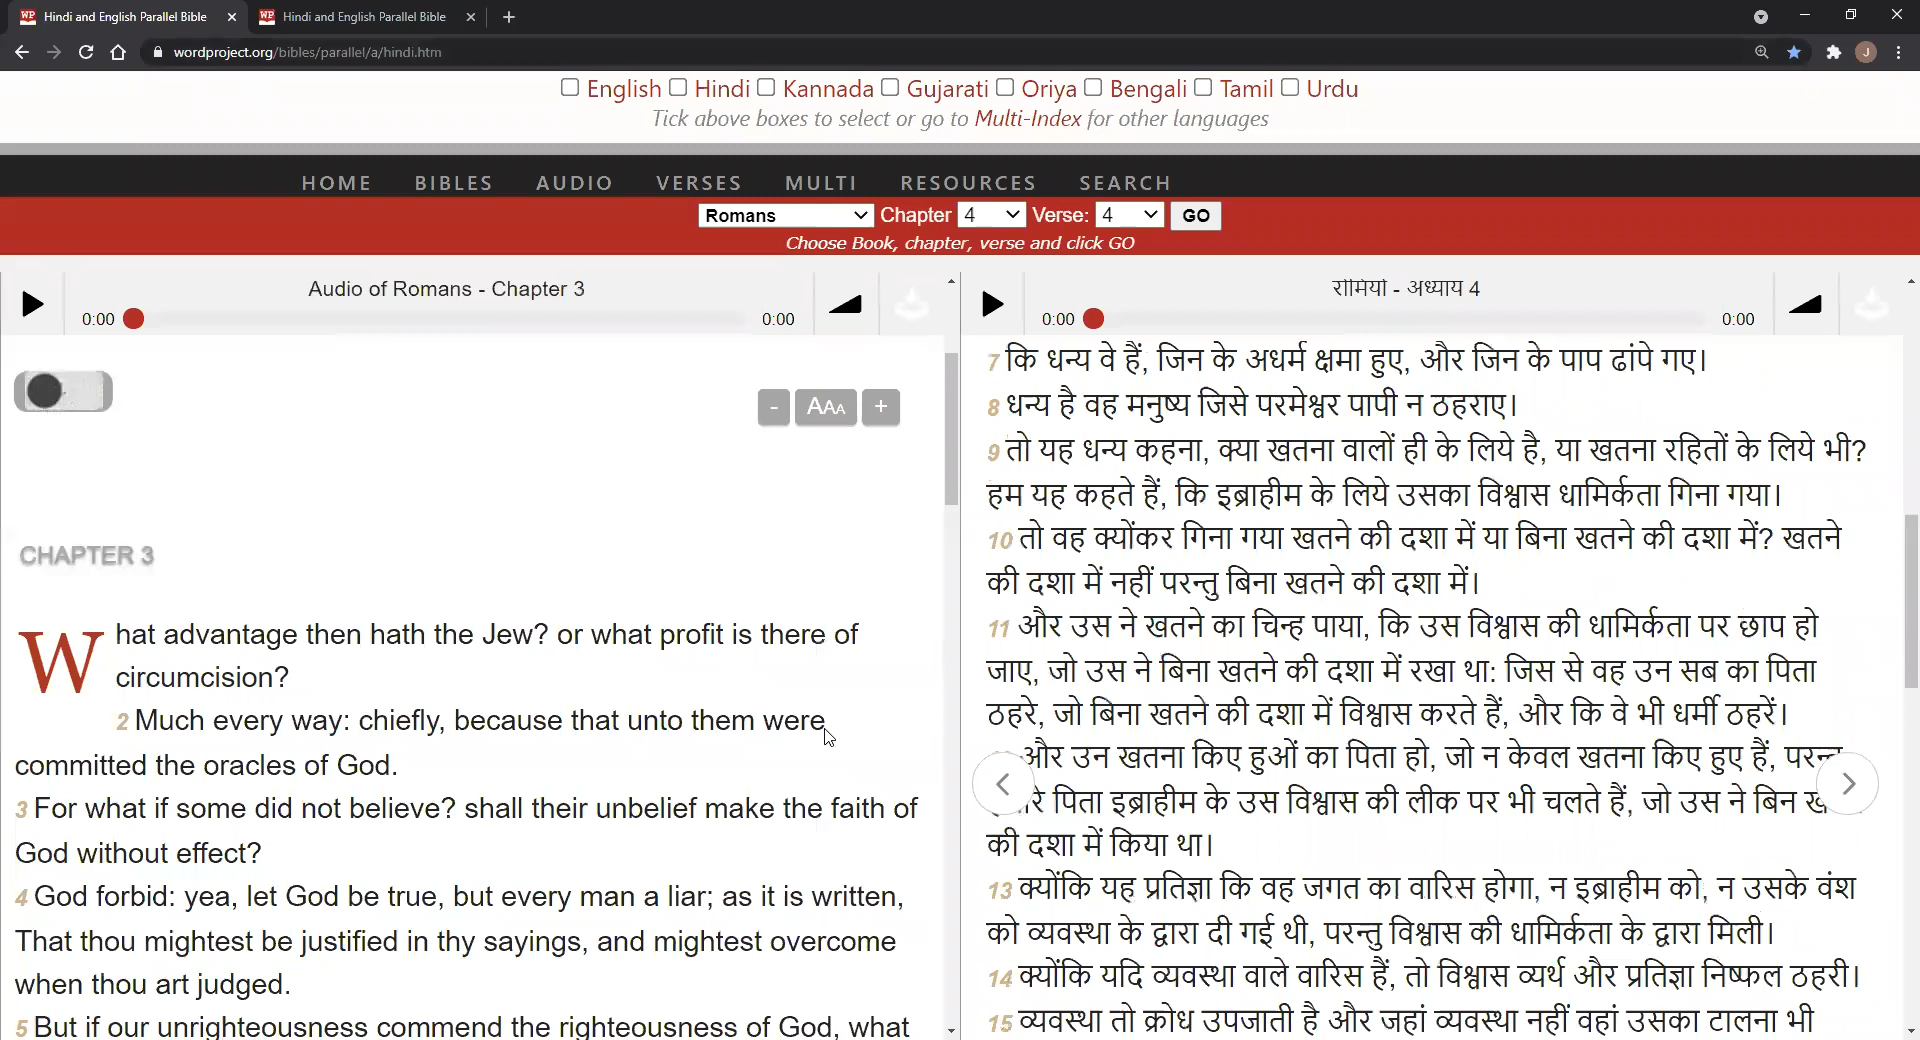 Hindi and English Parallel Bible
Hindi and English Parallel Bible
wordproject.org/bibles/parallel/a/hindi.htm
J
English Hindi Kannada Gujarati Oriya Bengali Tamil Urdu
Tick above boxes to select or go to Multi-Index for other languages
HOME BIBLES AUDIO VERSES MULTI RESOURCES SEARCH
Romans Chapter 4 Verse: 4 GO
Choose Book, chapter, verse and click GO
Audio of Romans - Chapter 3
0:00 0:00
- AAA +
CHAPTER 3
What advantage then hath the Jew? or what profit is there of
circumcision?
2 Much every way: chiefly, because that unto them were
committed the oracles of God.
3 For what if some did not believe? shall their unbelief make the faith of
God without effect?
4 God forbid: yea, let God be true, but every man a liar; as it is written,
That thou mightest be justified in thy sayings, and mightest overcome
when thou art judged.
5 But if our unrighteousness commend the righteousness of God, what
रोमियो - अध्याय 4
0:00 0:00
7 कि धन्य वे हैं, जिन के अधर्म क्षमा हुए, और जिन के पाप ढांपे गए।
8 धन्य है वह मनुष्य जिसे परमेश्वर पापी न ठहराए।
9 तो यह धन्य कहना, क्या खतना वालों ही के लिये है, या खतना रहितों के लिये भी?
हम यह कहते हैं, कि इब्राहीम के लिये उसका विश्वास धामिर्कता गिना गया।
10 तो वह क्योंकर गिना गया खतने की दशा में या बिना खतने की दशा में? खतने
की दशा में नहीं परन्तु बिना खतने की दशा में।
11 और उस ने खतने का चिन्ह पाया, कि उस विश्वास की धामिर्कता पर छाप हो
जाए, जो उस ने बिना खतने की दशा में रखा था: जिस से वह उन सब का पिता
ठहरे, जो बिना खतने की दशा में विश्वास करते हैं, और कि वे भी धर्मी ठहरें।
और उन खतना किए हुओं का पिता हो, जो न केवल खतना किए हुए हैं,
पिता इब्राहीम के उस विश्वास की लीक पर भी चलते हैं, जो उस ने बिन
की दशा में किया था।
13 क्योंकि यह प्रतिज्ञा कि वह जगत का वारिस होगा, न इब्राहीम को, न उसके वंश
को व्यवस्था के द्वारा दी गई थी, परन्तु विश्वास की धामिर्कता के द्वारा मिली।
14 क्योंकि यदि व्यवस्था वाले वारिस हैं, तो विश्वास व्यर्थ और प्रतिज्ञा निष्फल ठहरी।
15 व्यवस्था तो क्रोध उपजाती है और जहां व्यवस्था नहीं वहां उसका टालना भी